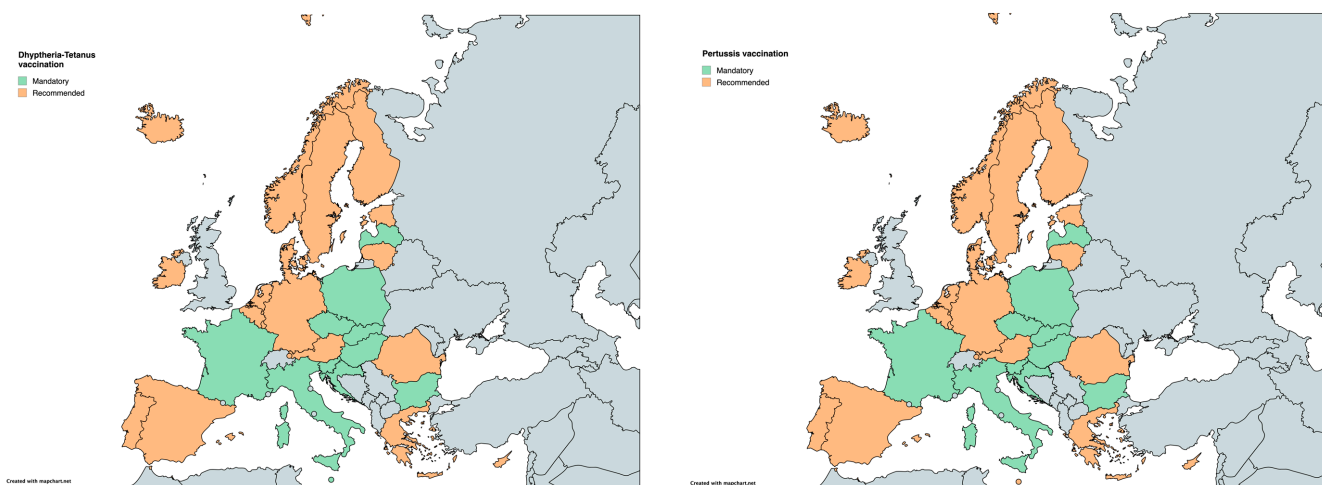 Dhyptheria-Tetanus
vaccination
Mandatory
Recommended
Created with mapchart.net
Pertussis vaccination
Mandatory
Recommended
Created with mapchart.net